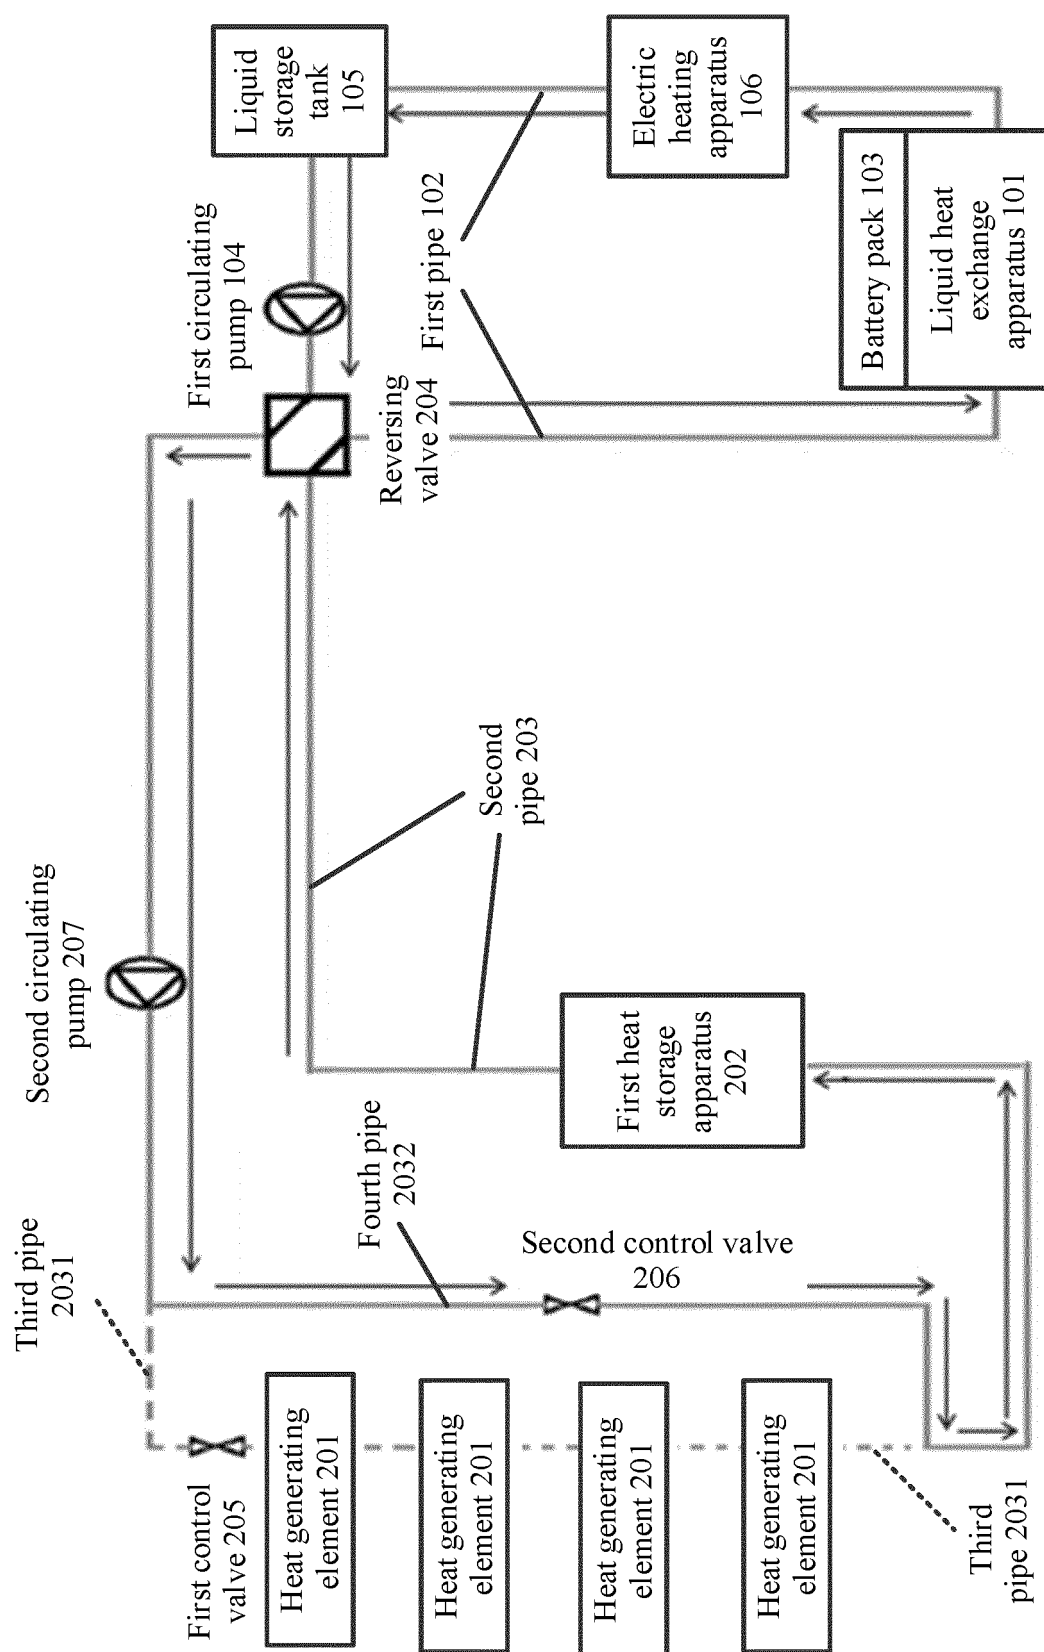 Liquid
storage
tank
105
Electric
heating
apparatus
106
First circulating
pump 104
First pipe 102
Battery pack 103
Liquid heat
exchange
apparatus 101
Reversing
valve 204
Second circulating
pump 207
Second
pipe 203
First heat
storage
apparatus
202
Fourth pipe
2032
Second control valve
206
Third pipe
2031
First control
valve 205
Heat generating
element 201
Heat generating
element 201
Heat generating
element 201
Heat generating
element 201
Third
pipe 2031